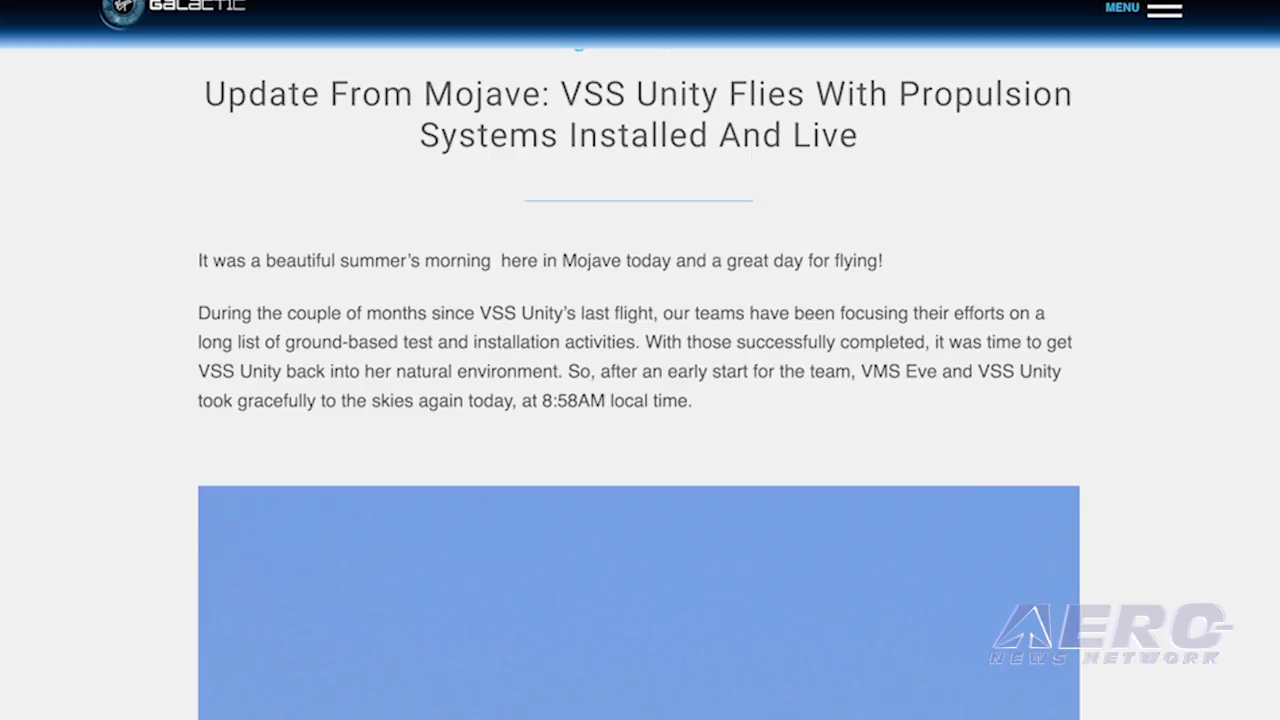 GALACTIC
MENU
Update From Mojave: VSS Unity Flies With Propulsion
Systems Installed And Live
It was a beautiful summer's morning  here in Mojave today and a great day for flying!
During the couple of months since VSS Unity's last flight, our teams have been focusing their efforts on a
long list of ground-based test and installation activities. With those successfully completed, it was time to get
VSS Unity back into her natural environment. So, after an early start for the team, VMS Eve and VSS Unity
took gracefully to the skies again today, at 8:58AM local time.
AERO
NEWS NETWORK